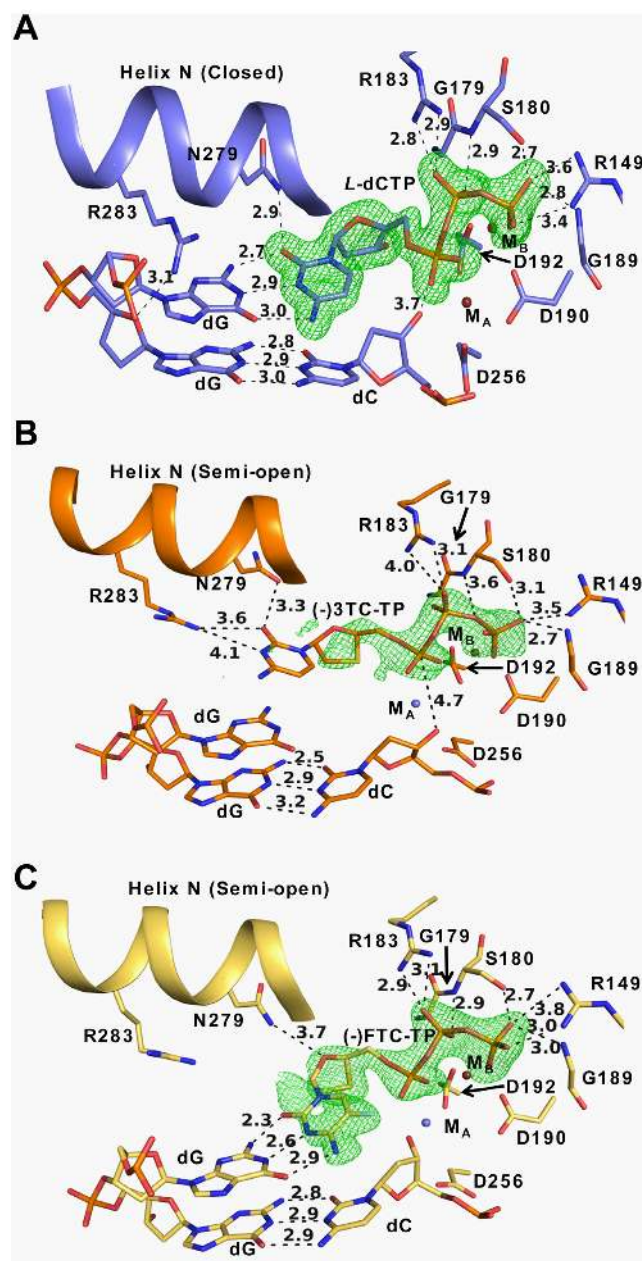 A
Helix N (Closed)
R183
G179
S180
2.8
2.9
2.9
2.7
3.6
R149
N279
L-dCTP
2.8
3.4
R283
2.9
M_B
G189
2.7
D192
3.1
2.9
3.7
M_A
D190
dG
3.0
2.8
2.9
dG
3.0
dC
D256
B
Helix N (Semi-open)
G179
R183
3.1
S180
4.0
3.6
3.1
R149
N279
R283
3.3
(-)3TC-TP
3.5
3.6
M_B
2.7
4.1
D192
G189
M_A
4.7
D190
dG
2.5
D256
2.9
dG
3.2
dC
C
Helix N (Semi-open)
R183
G179
S180
3.1
2.9
2.9
2.7
R149
3.8
N279
3.7
(-)FTC-TP
3.0
R283
3.0
M_B
D192
G189
2.3
M_A
D190
2.6
dG
2.9
2.8
D256
2.9
dC
dG
2.9